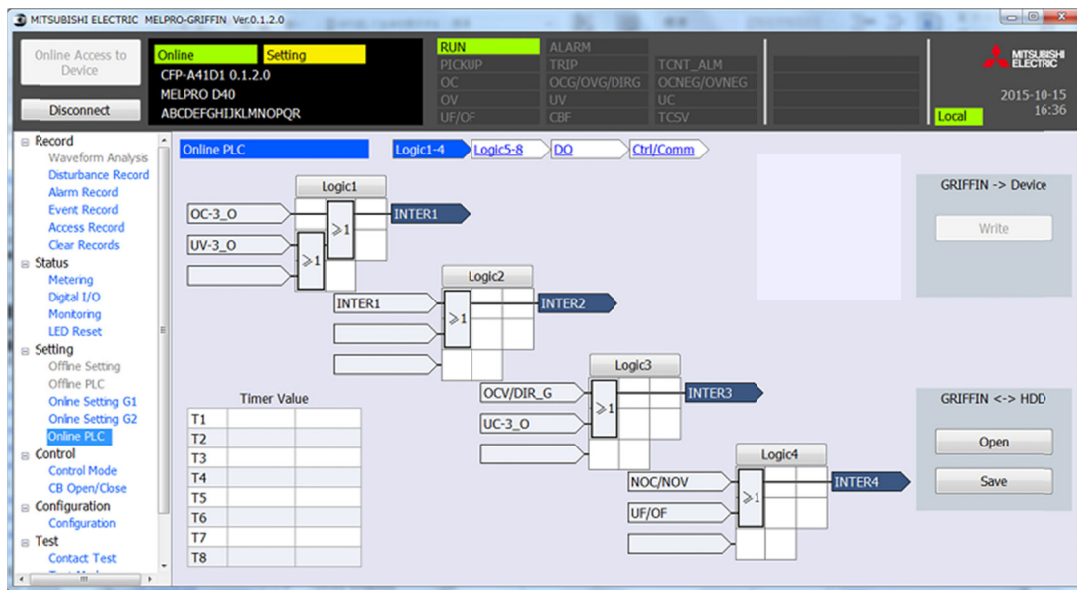 MITSUBISHI ELECTRIC MELPRO-GRIFFIN Ver.0.1.2.0
Online Access to Device
Disconnect
Online Setting
CFP-A41D1 0.1.2.0
MELPRO D40
ABCDEFGHIJKLMNOPQR
RUN ALARM
PICKUP TRIP TCNT_ALM
OC OCG/OVG/DIRG OCNEG/OVNEG
OV UV UC
UF/OF CBF TCSV
MITSUBISHI
ELECTRIC
2015-10-15
16:36
Local
Record
Waveform Analysis
Disturbance Record
Alarm Record
Event Record
Access Record
Clear Records
Status
Metering
Digital I/O
Monitoring
LED Reset
Setting
Offline Setting
Offline PLC
Online Setting G1
Online Setting G2
Online PLC
Control
Control Mode
CB Open/Close
Configuration
Configuration
Test
Contact Test
Online PLC
Logic1-4 Logic5-8 DO Ctrl/Comm
Logic1
OC-3_O
UV-3_O
≥1
≥1
INTER1
Logic2
INTER1
≥1
INTER2
Logic3
OCV/DIR_G
UC-3_O
≥1
INTER3
Logic4
NOC/NOV
UF/OF
≥1
INTER4
Timer Value
T1
T2
T3
T4
T5
T6
T7
T8
GRIFFIN -> Device
Write
GRIFFIN <-> HDD
Open
Save